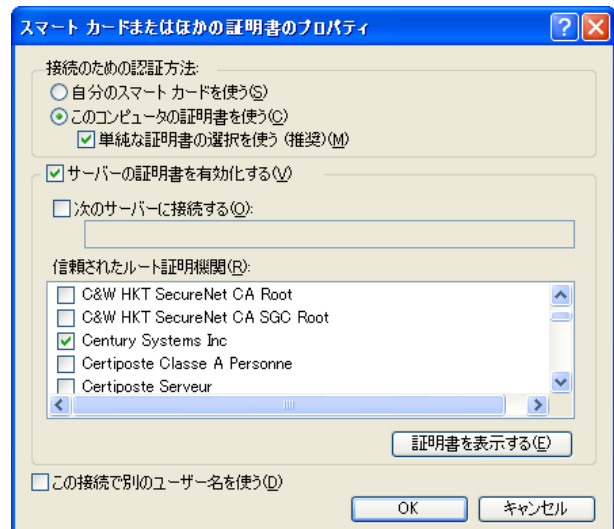 スマート カードまたはほかの証明書のプロパティ
接続のための認証方法:
自分のスマート カードを使う(S)
このコンピュータの証明書を使う(C)
単純な証明書の選択を使う (推奨)(M)
サーバーの証明書を有効化する(V)
次のサーバーに接続する(O):
信頼されたルート証明機関(R):
C&W HKT SecureNet CA Root
C&W HKT SecureNet CA SGC Root
Century Systems Inc
Certiposte Classe A Personne
Certiposte Serveur
証明書を表示する(E)
この接続で別のユーザー名を使う(D)
OK キャンセル